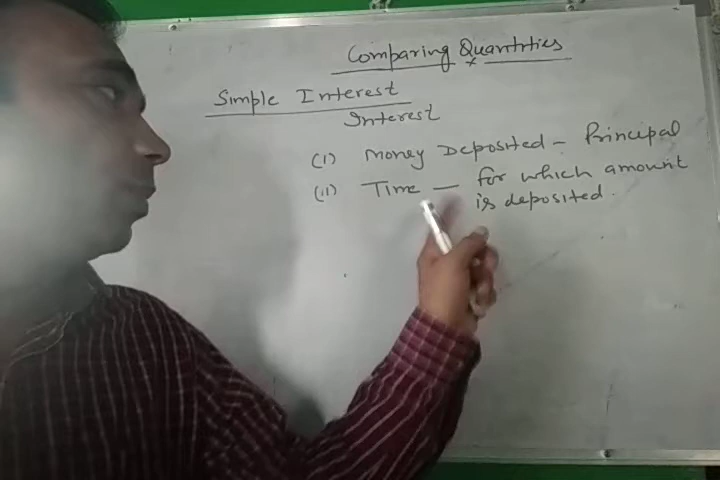 Comparing Quantities
Simple Interest
Interest
(i) Money Deposited - Principal
(ii) Time - for which amount
is deposited.